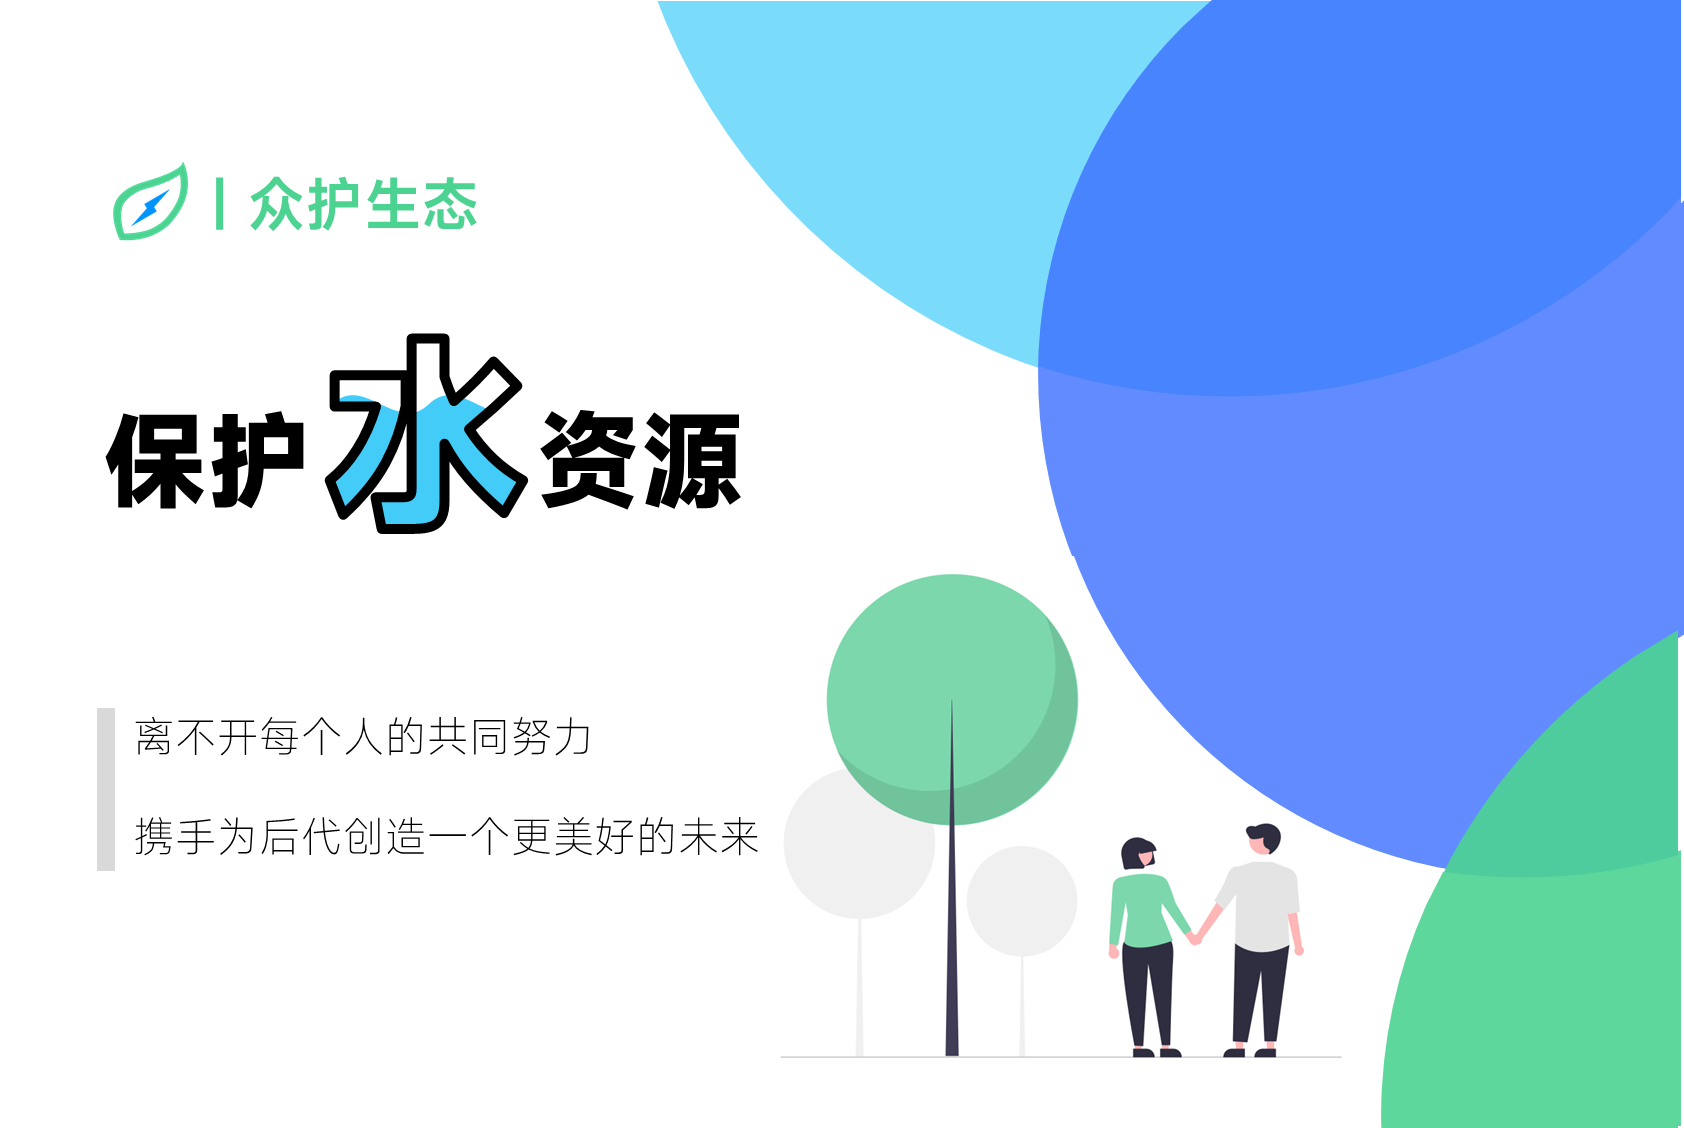 众护生态
保护水资源
离不开每个人的共同努力
携手为后代创造一个更美好的未来